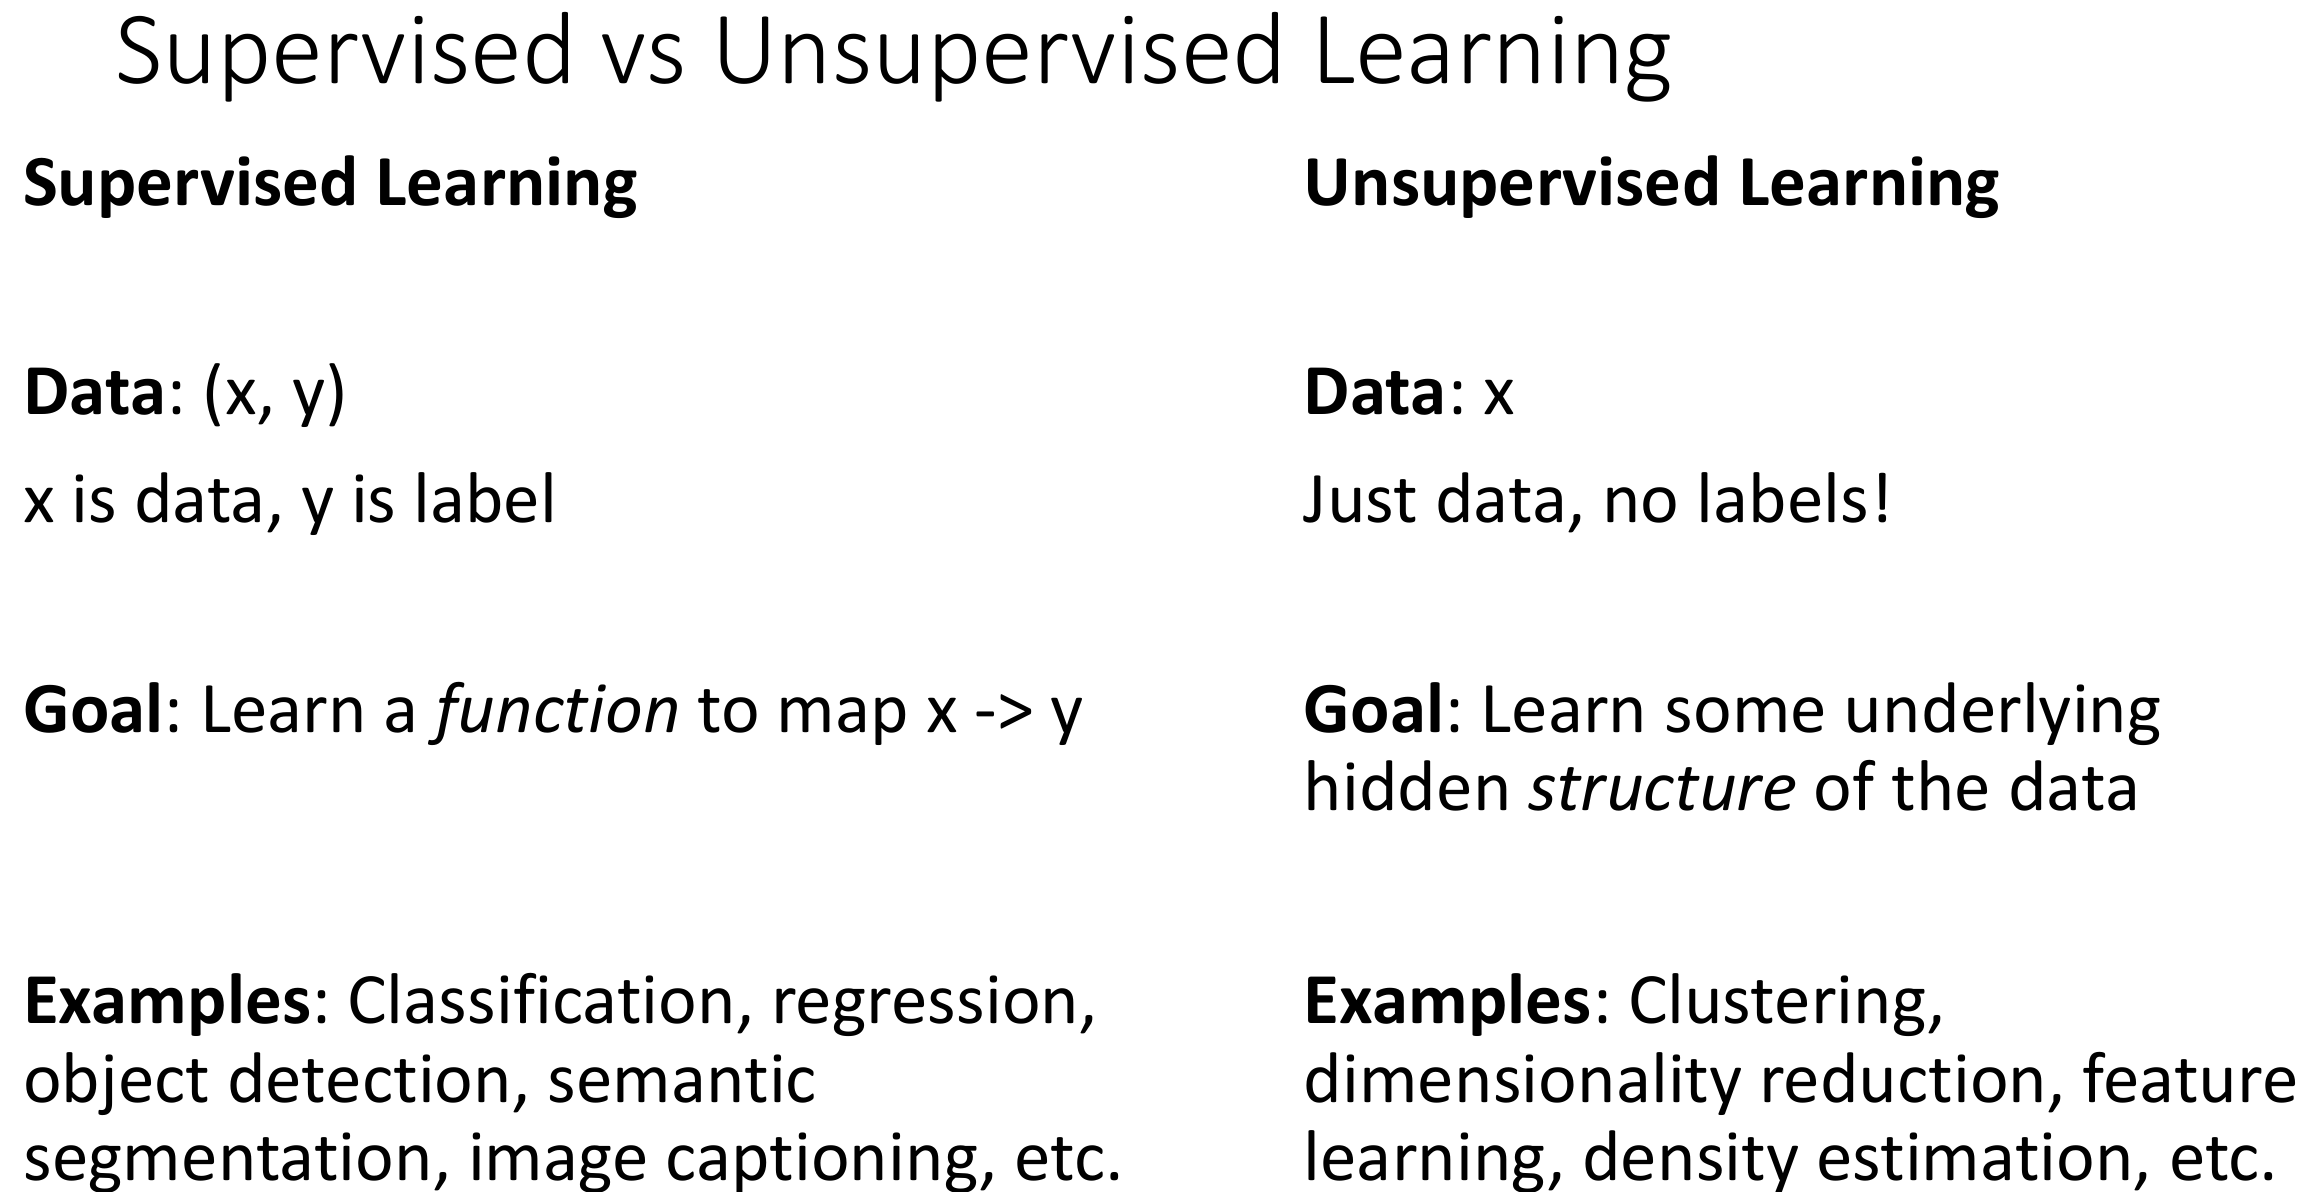 Supervised vs Unsupervised Learning
Supervised Learning
Data: (x, y)
x is data, y is label
Goal: Learn a function to map x -> y
Examples: Classification, regression,
object detection, semantic
segmentation, image captioning, etc.
Unsupervised Learning
Data: x
Just data, no labels!
Goal: Learn some underlying
hidden structure of the data
Examples: Clustering,
dimensionality reduction, feature
learning, density estimation, etc.